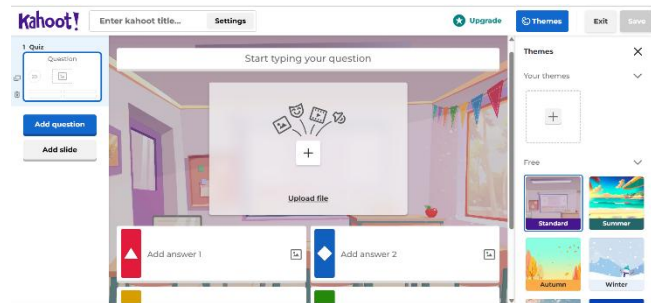 Kahoot!
Enter kahoot title...
Settings
Upgrade
Themes
Exit
Save
1 Quiz
Question
Add question
Add slide
Start typing your question
Upload file
Add answer 1
Add answer 2
Themes
Your themes
Free
Standard
Summer
Autumn
Winter